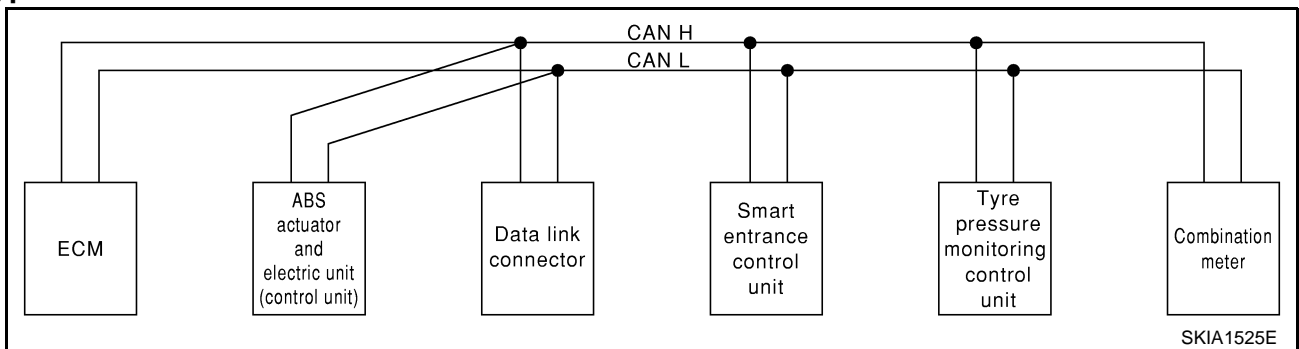 CAN H
CAN L
ECM
ABS
actuator
and
electric unit
(control unit)
Data link
connector
Smart
entrance
control
unit
Tyre
pressure
monitoring
control
unit
Combination
meter
SKIA1525E